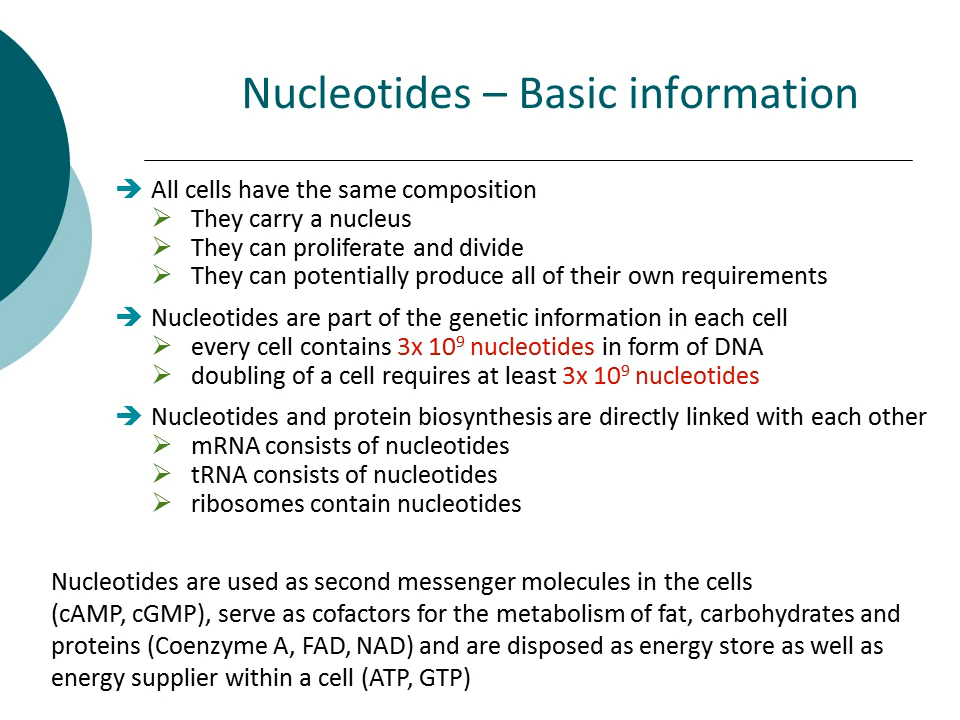 Nucleotides – Basic information
➔ All cells have the same composition
➢ They carry a nucleus
➢ They can proliferate and divide
➢ They can potentially produce all of their own requirements
➔ Nucleotides are part of the genetic information in each cell
➢ every cell contains 3x 10⁹ nucleotides in form of DNA
➢ doubling of a cell requires at least 3x 10⁹ nucleotides
➔ Nucleotides and protein biosynthesis are directly linked with each other
➢ mRNA consists of nucleotides
➢ tRNA consists of nucleotides
➢ ribosomes contain nucleotides
Nucleotides are used as second messenger molecules in the cells
(cAMP, cGMP), serve as cofactors for the metabolism of fat, carbohydrates and
proteins (Coenzyme A, FAD, NAD) and are disposed as energy store as well as
energy supplier within a cell (ATP, GTP)